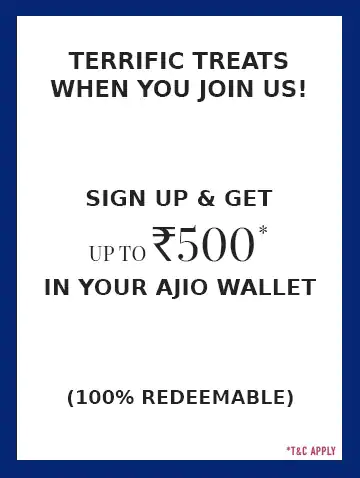 TERRIFIC TREATS
WHEN YOU JOIN US!
SIGN UP & GET
UP TO ₹500*
IN YOUR AJIO WALLET
(100% REDEEMABLE)
*T&C APPLY